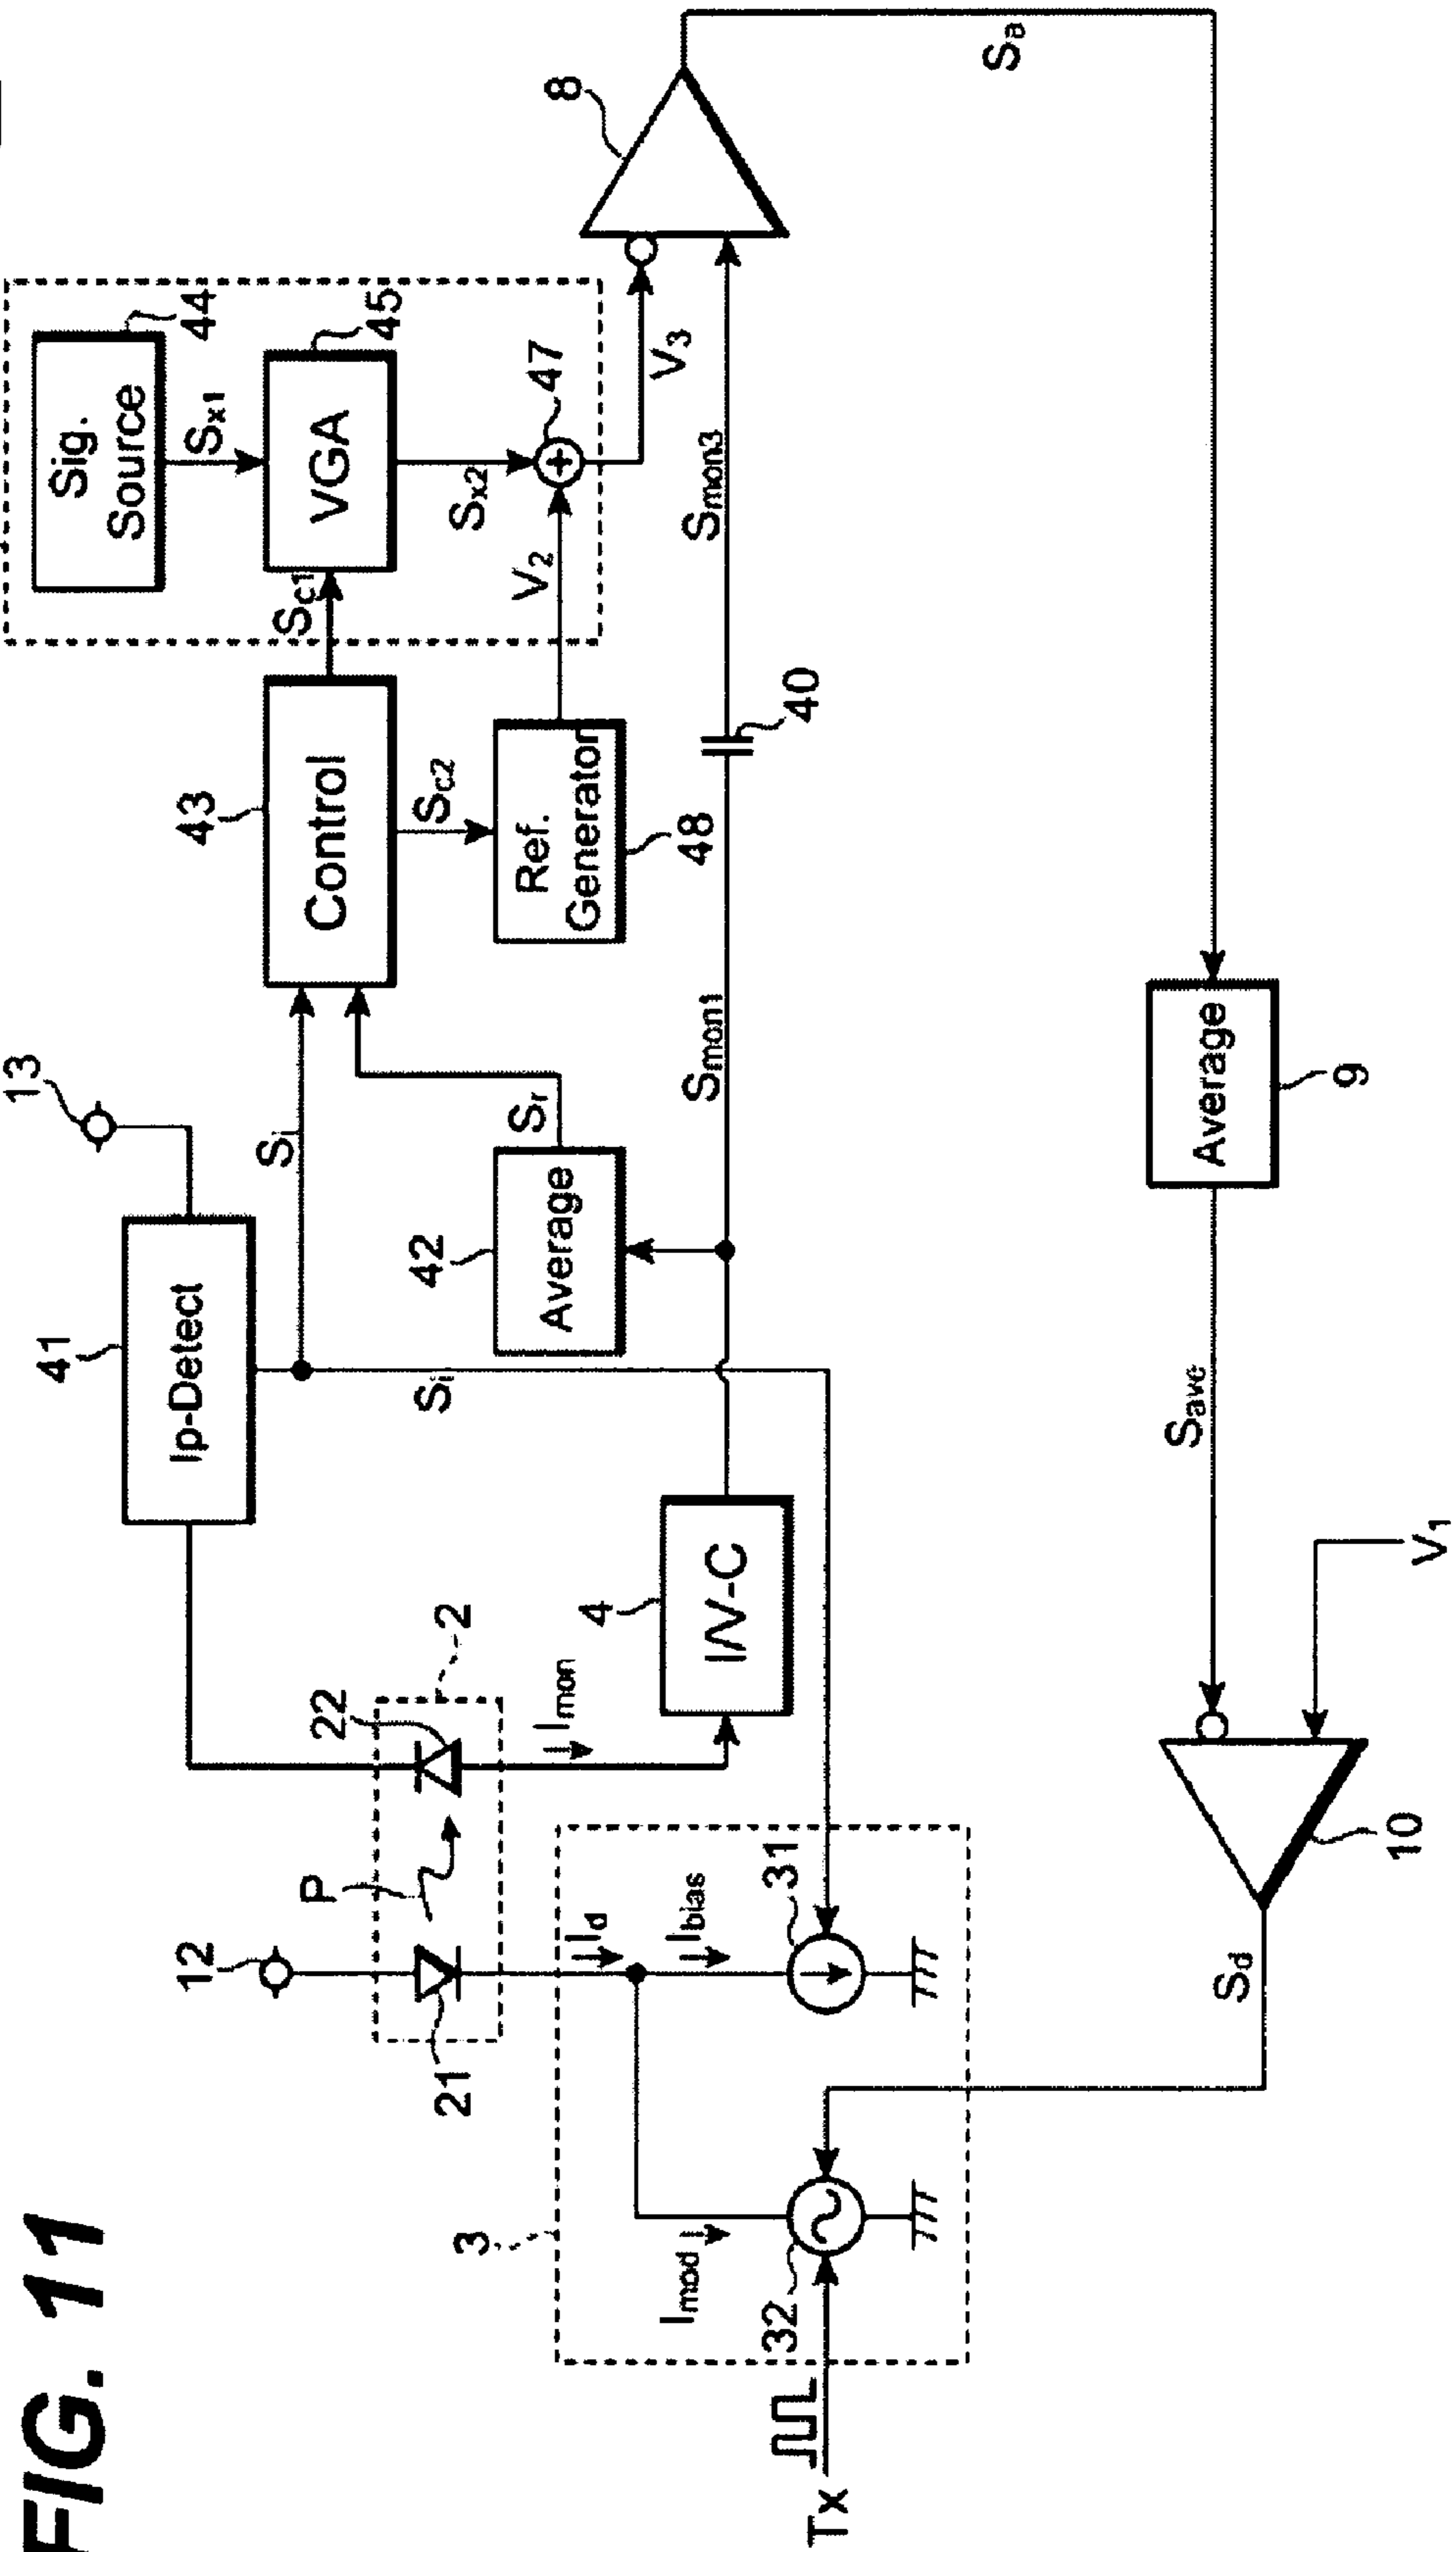 FIG. 11
13
41
Ip-Detect
Si
43
Control
Sc1
Sig.
Source
44
Sx1
VGA
45
Sx2
47
V2
V3
8
12
P
22
2
21
Si
42
Average
Sr
Sc2
Ref.
Generator
48
Imon
4
I/V-C
Smon1
40
Smon3
3
Id
Ibias
31
Imod
32
Tx
Sa
Sd
10
V1
Save
Average
9